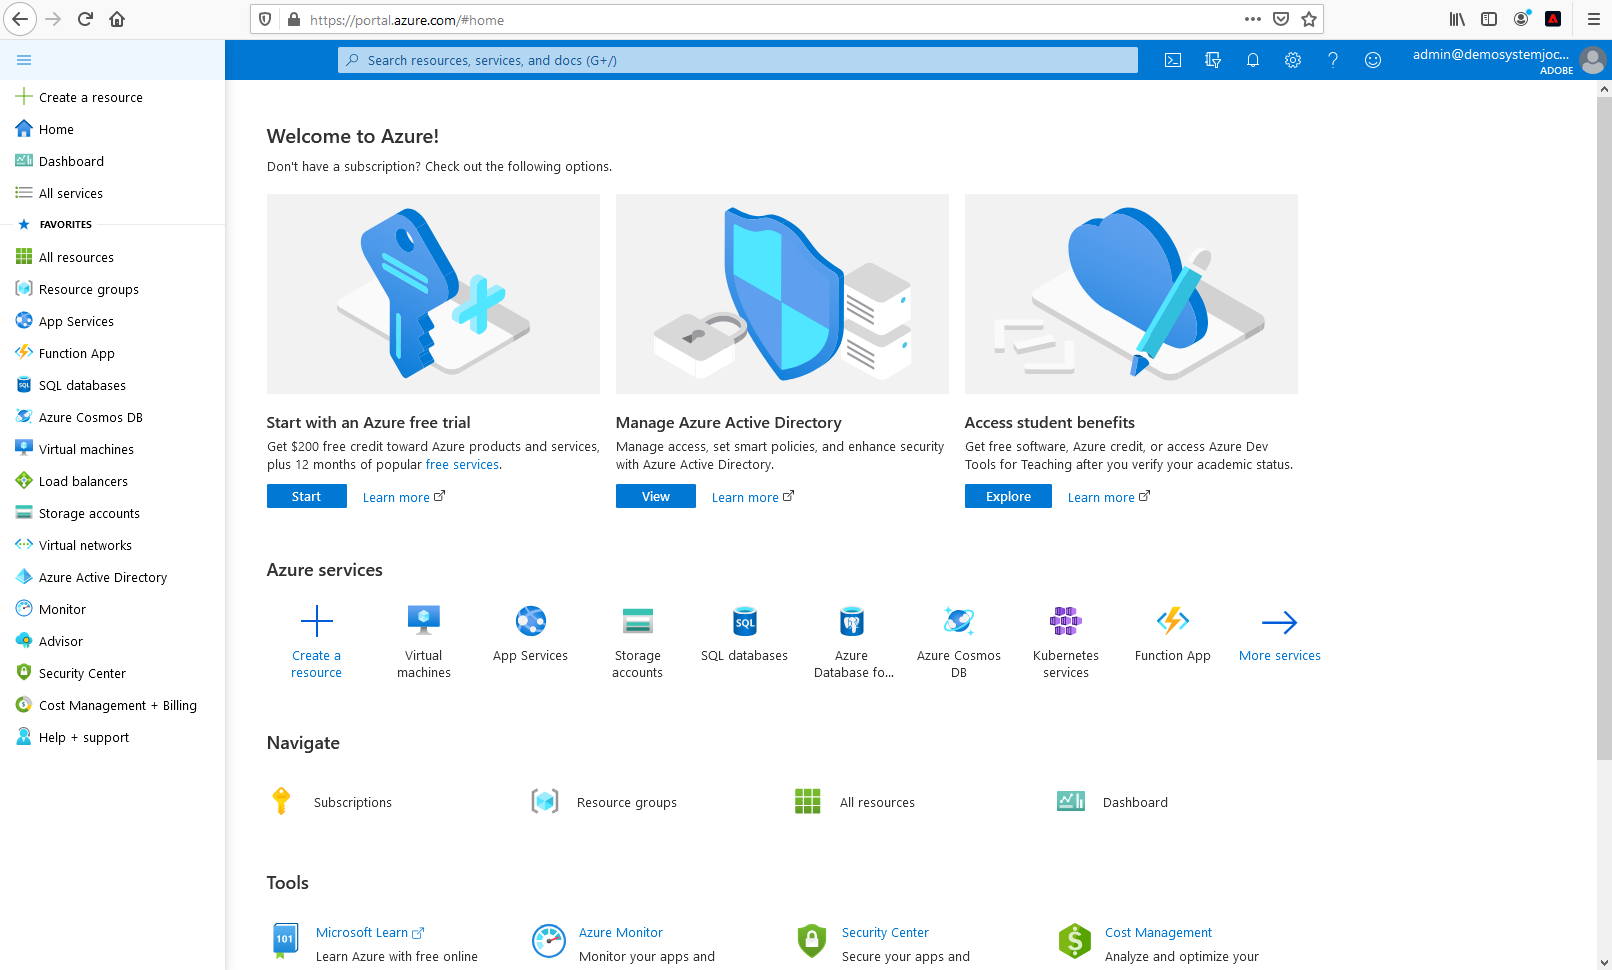 https://portal.azure.com/#home
Search resources, services, and docs (G+/)
admin@demosystemjoc...
ADOBE
Create a resource
Home
Dashboard
All services
FAVORITES
All resources
Resource groups
App Services
Function App
SQL databases
Azure Cosmos DB
Virtual machines
Load balancers
Storage accounts
Virtual networks
Azure Active Directory
Monitor
Advisor
Security Center
Cost Management + Billing
Help + support
Welcome to Azure!
Don't have a subscription? Check out the following options.
Start with an Azure free trial
Get $200 free credit toward Azure products and services,
plus 12 months of popular free services.
Start Learn more
Manage Azure Active Directory
Manage access, set smart policies, and enhance security
with Azure Active Directory.
View Learn more
Access student benefits
Get free software, Azure credit, or access Azure Dev
Tools for Teaching after you verify your academic status.
Explore Learn more
Azure services
Create a
resource
Virtual
machines
App Services
Storage
accounts
SQL
SQL databases
Azure
Database fo...
Azure Cosmos
DB
Kubernetes
services
Function App
More services
Navigate
Subscriptions
Resource groups
All resources
Dashboard
Tools
101
Microsoft Learn
Learn Azure with free online
Azure Monitor
Monitor your apps and
Security Center
Secure your apps and
Cost Management
Analyze and optimize your